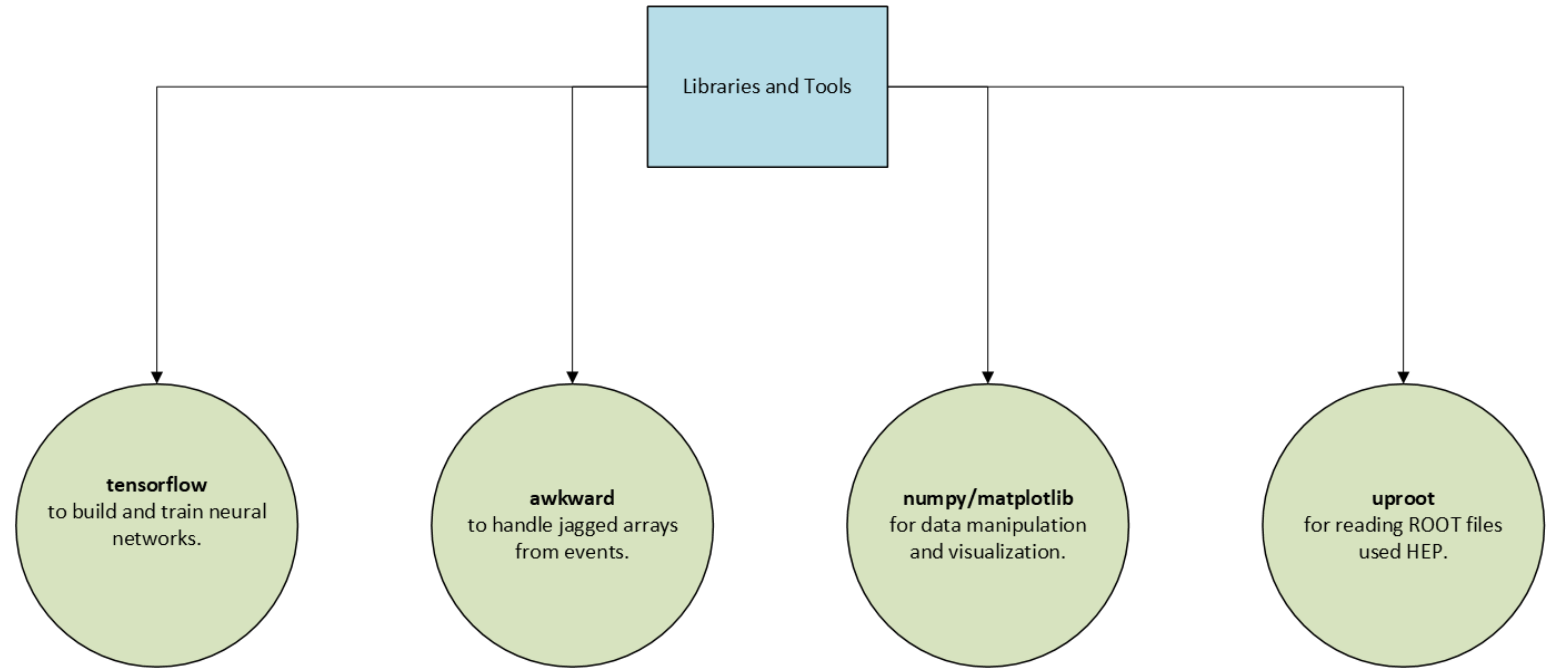 Libraries and Tools
tensorflow
to build and train neural
networks.
awkward
to handle jagged arrays
from events.
numpy/matplotlib
for data manipulation
and visualization.
uproot
for reading ROOT files
used HEP.